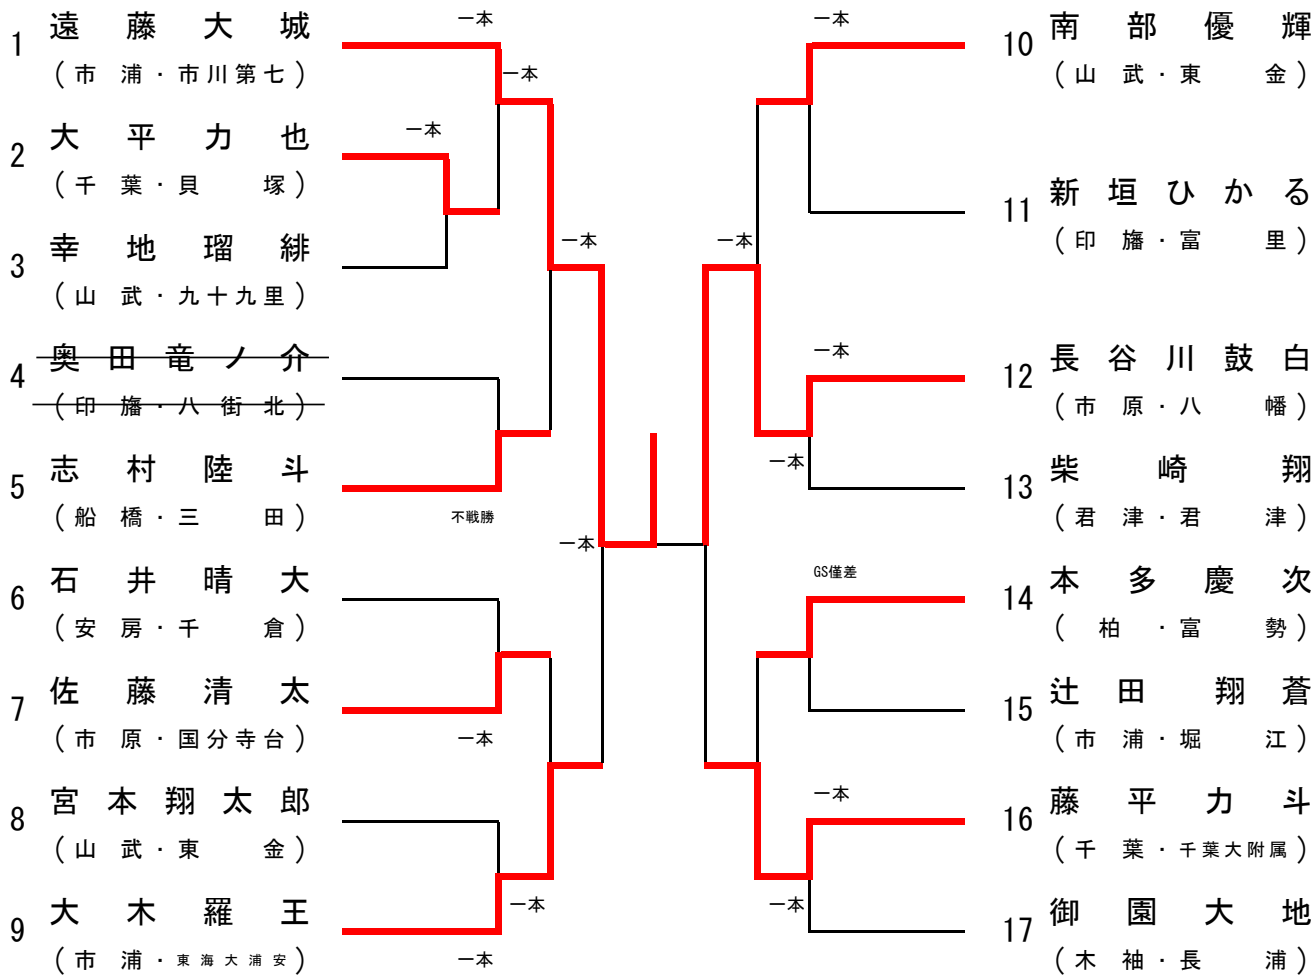 1 遠藤大城
(市浦・市川第七)
2 大平力也
(千葉・貝塚)
3 幸地瑠緋
(山武・九十九里)
4 奥田竜ノ介
(印旛・八街北)
5 志村陸斗
(船橋・三田)
6 石井晴大
(安房・千倉)
7 佐藤清太
(市原・国分寺台)
8 宮本翔太郎
(山武・東金)
9 大木羅王
(市浦・東海大浦安)
一本
一本
一本
一本
不戦勝
一本
一本
一本
一本
一本
一本
一本
一本
GS僅差
一本
一本
10 南部優輝
(山武・東金)
11 新垣ひかる
(印旛・富里)
12 長谷川鼓白
(市原・八幡)
13 柴崎翔
(君津・君津)
14 本多慶次
(柏・富勢)
15 辻田翔蒼
(市浦・堀江)
16 藤平力斗
(千葉・千葉大附属)
17 御園大地
(木袖・長浦)